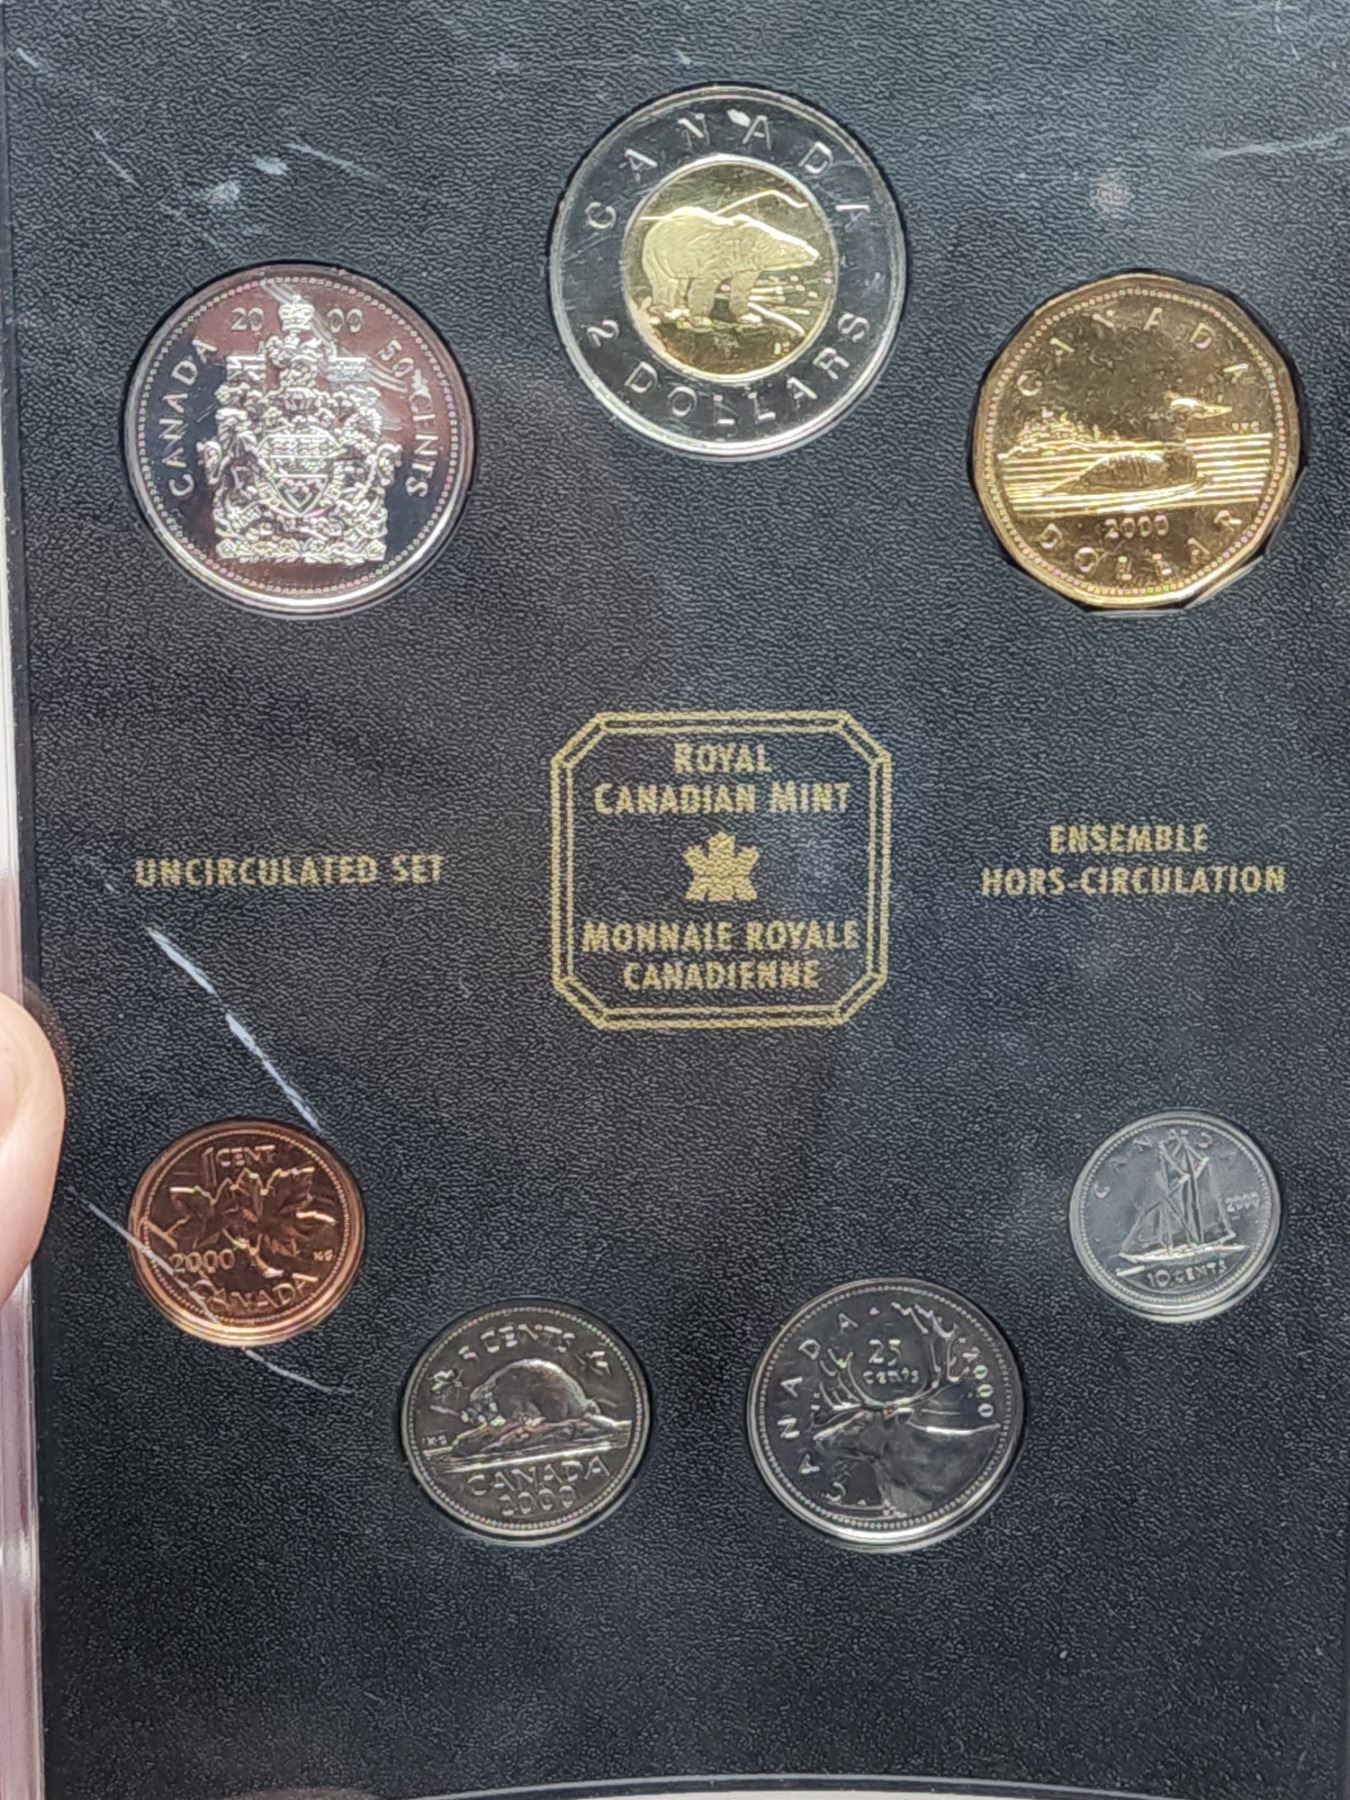 CANADA
2 DOLLARS
CANADA
2000
50 CENTS
CANADA
2000
DOLLAR
ROYAL
CANADIAN MINT
MONNAIE ROYALE
CANADIENNE
UNCIRCULATED SET
ENSEMBLE
HORS-CIRCULATION
1 CENT
2000
KG
CANADA
5 CENTS
K·G
CANADA
2000
CANADA
25
cents
2000
CANADA
2000
10 CENTS